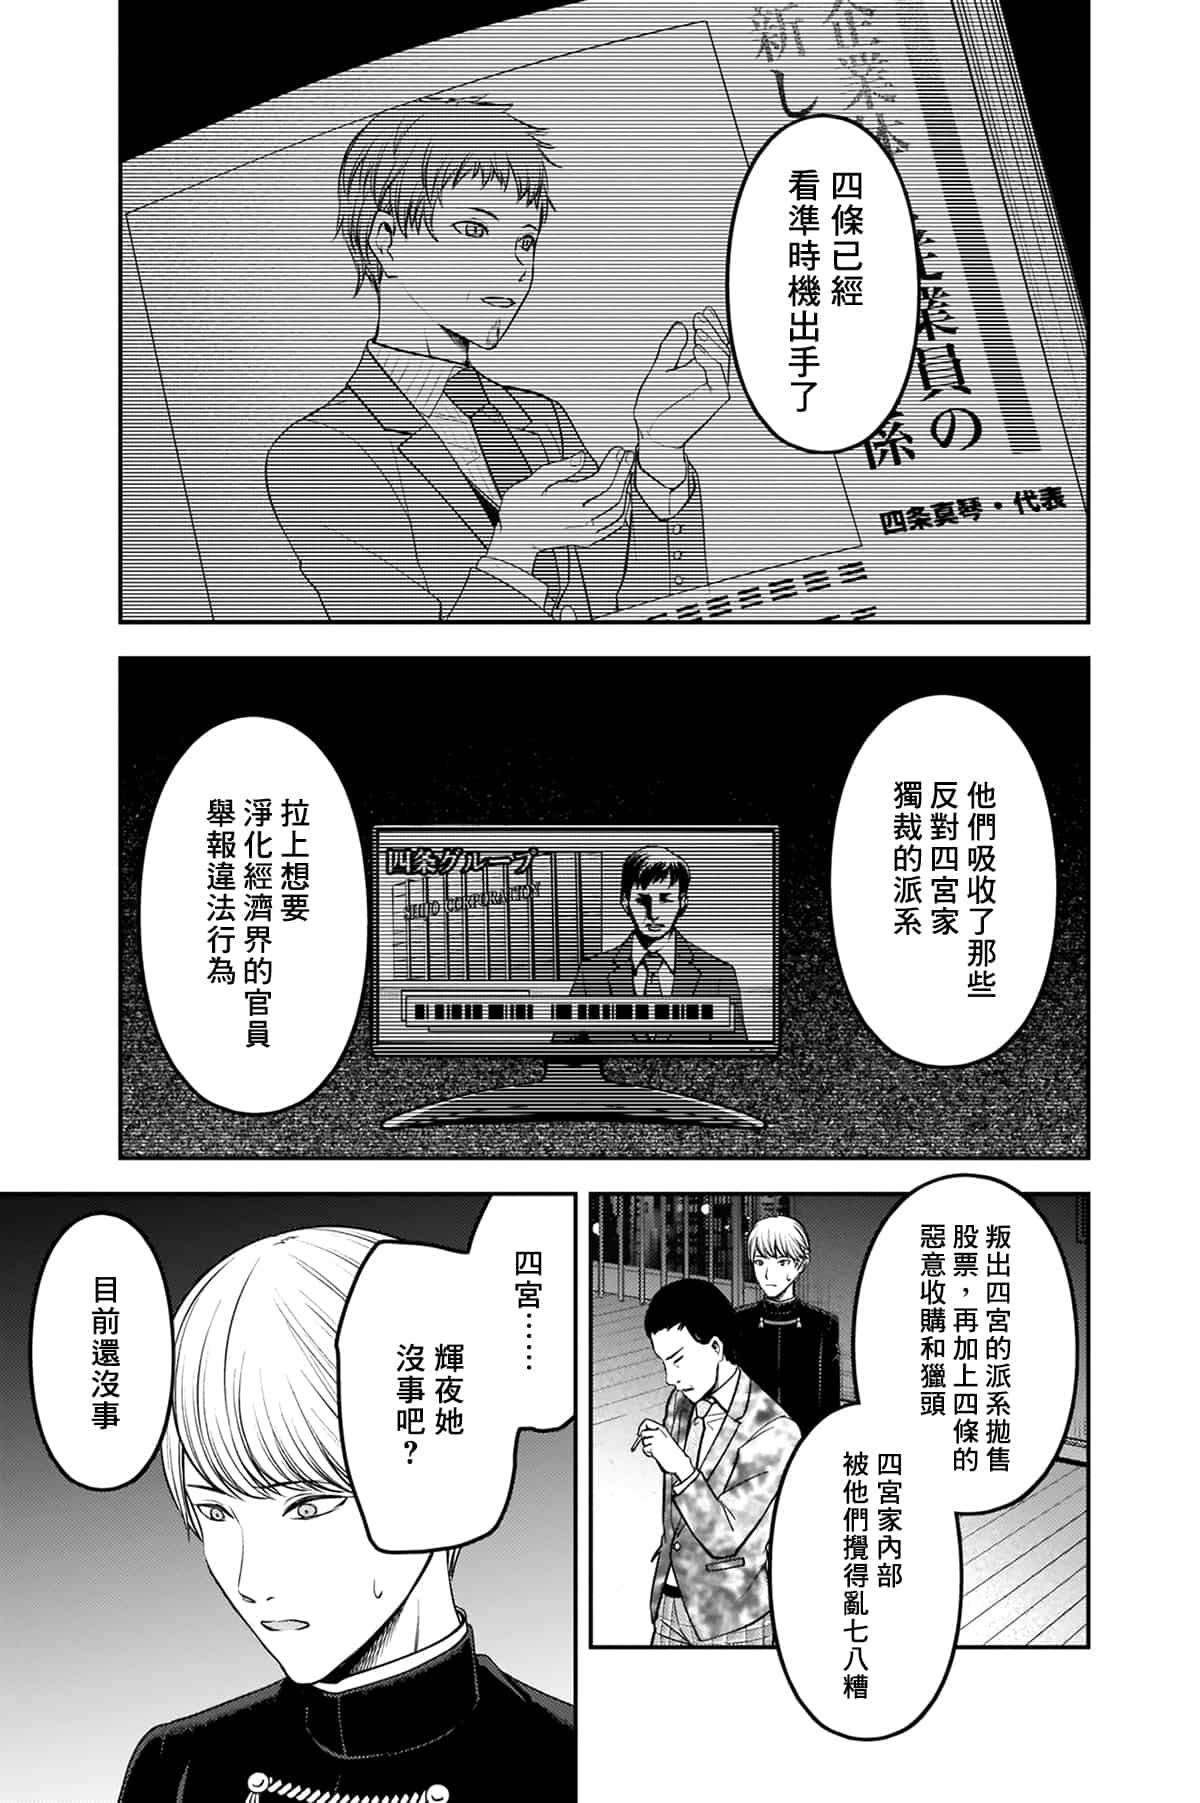 四條已經
看準時機出手了
企業
新し
業員の
係
四条真琴・代表
他們吸收了那些
反對四宮家
獨裁的派系
四条グループ
SHIJO CORPORATION
拉上想要
淨化經濟界的官員
舉報違法行為
叛出四宮的派系拋售
股票，再加上四條的
惡意收購和獵頭
四宮家內部
被他們攪得亂七八糟
四宮……
輝夜她
沒事吧？
目前還沒事